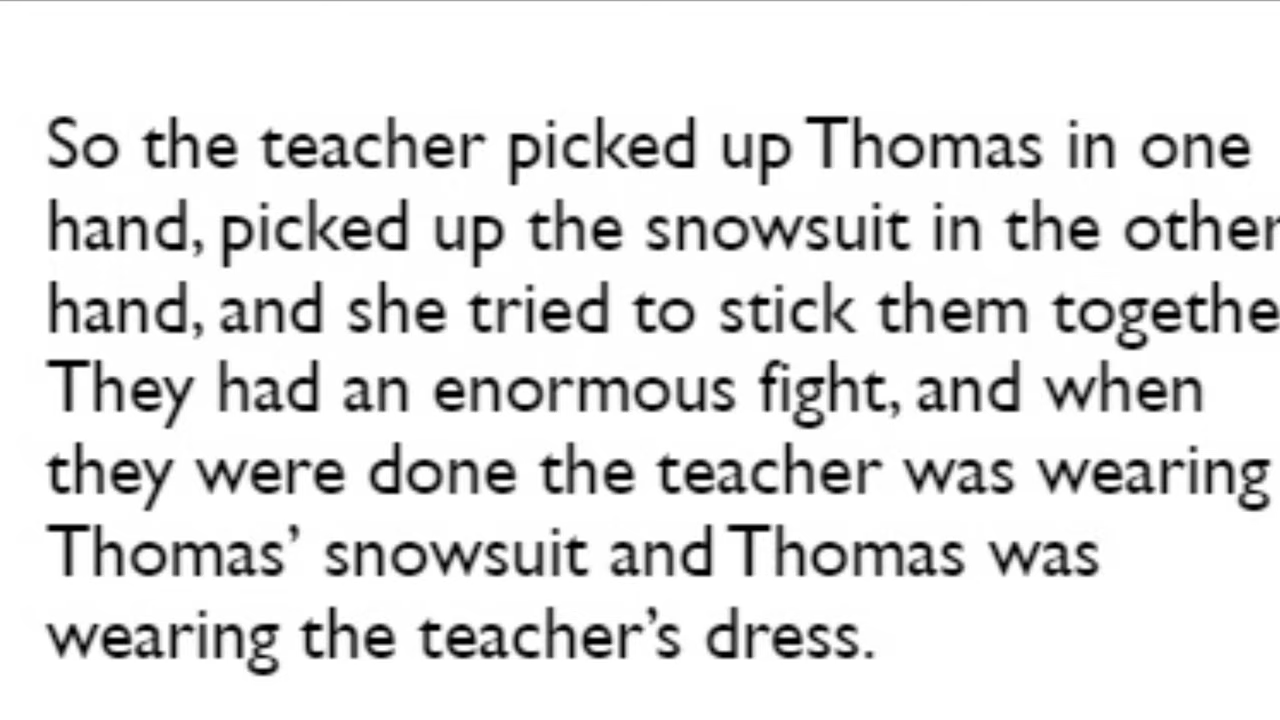 So the teacher picked up Thomas in one
hand, picked up the snowsuit in the other
hand, and she tried to stick them togethe
They had an enormous fight, and when
they were done the teacher was wearing
Thomas’ snowsuit and Thomas was
wearing the teacher’s dress.